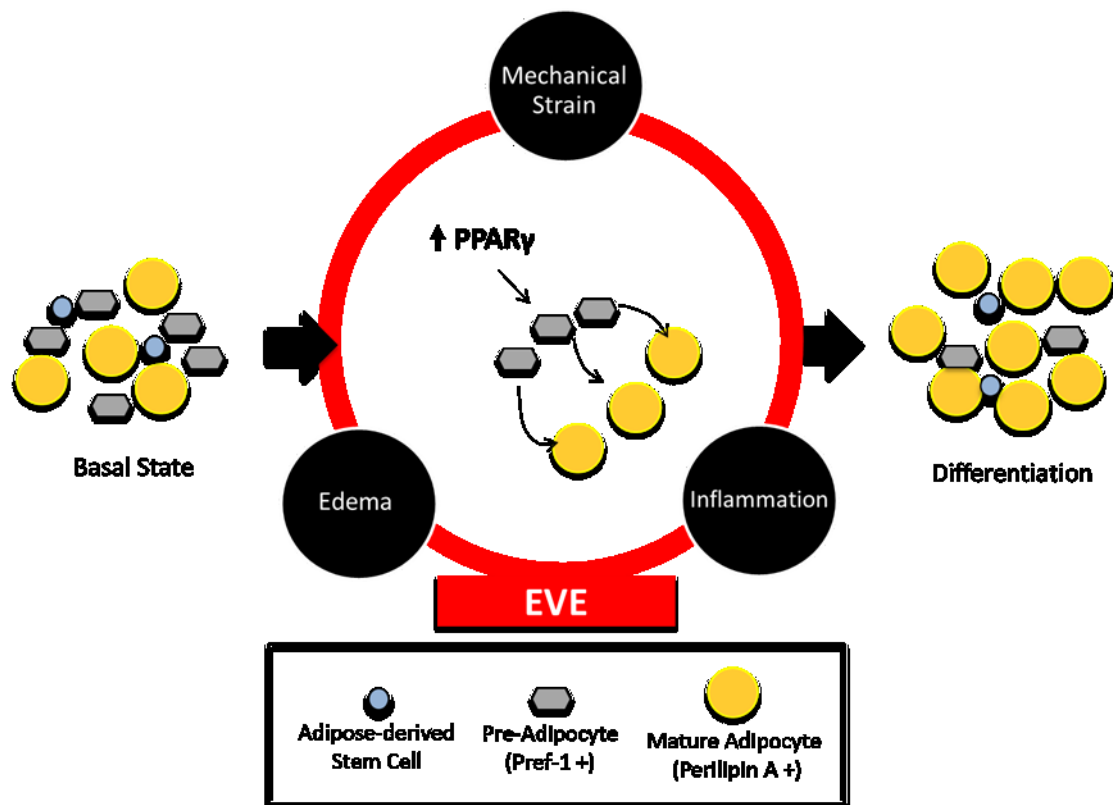 Mechanical
Strain
↑ PPARγ
Basal State
Differentiation
Edema
Inflammation
EVE
Adipose-derived
Stem Cell
Pre-Adipocyte
(Pref-1 +)
Mature Adipocyte
(Perilipin A +)